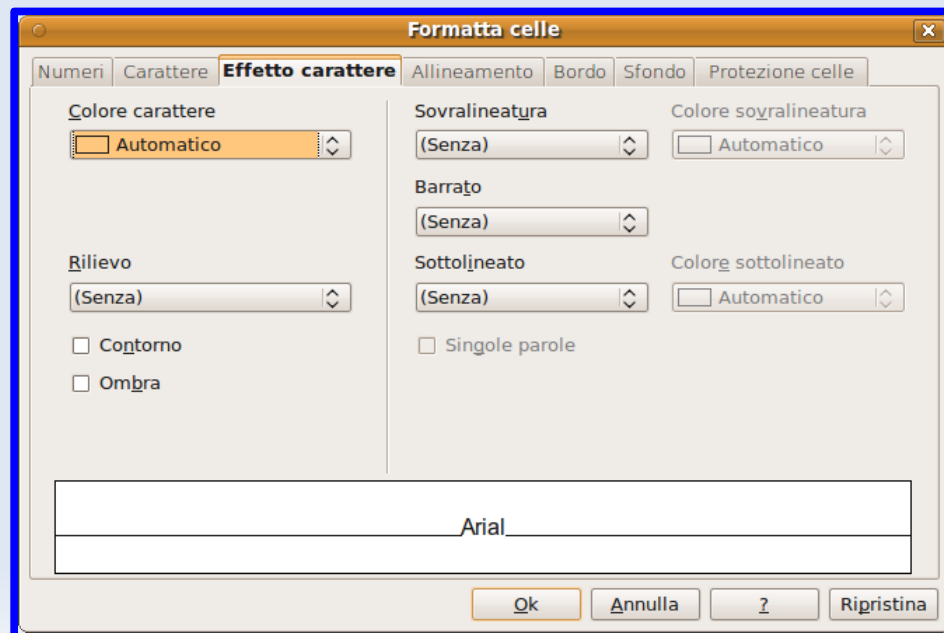 Formatta celle
Numeri Carattere Effetto carattere Allineamento Bordo Sfondo Protezione celle
Colore carattere
Automatico
Rilievo
(Senza)
Contorno
Ombra
Sovralineatura
(Senza)
Colore sovralineatura
Automatico
Barrato
(Senza)
Sottolineato
(Senza)
Colore sottolineato
Automatico
Singole parole
Arial
Ok Annulla ? Ripristina